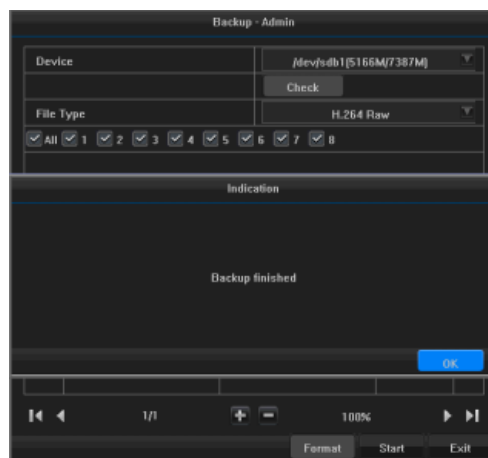 Backup - Admin
Device /dev/sdb1(5166M/7387M)
Check
File Type H.264 Raw
All 1 2 3 4 5 6 7 8
Indication
Backup finished
OK
1/1 100%
Format Start Exit